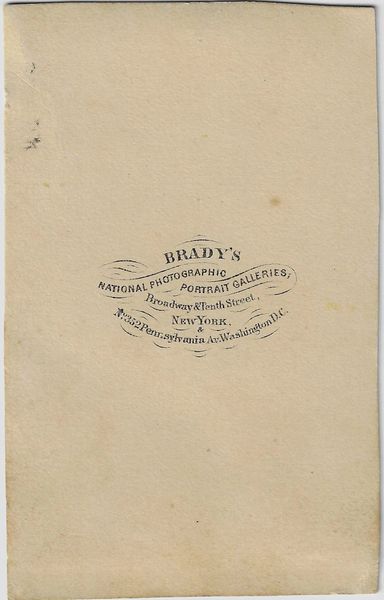 BRADY'S
NATIONAL PHOTOGRAPHIC PORTRAIT GALLERIES,
Broadway & Tenth Street,
NEW YORK,
&
No. 352 Pennsylvania Av. Washington D.C.